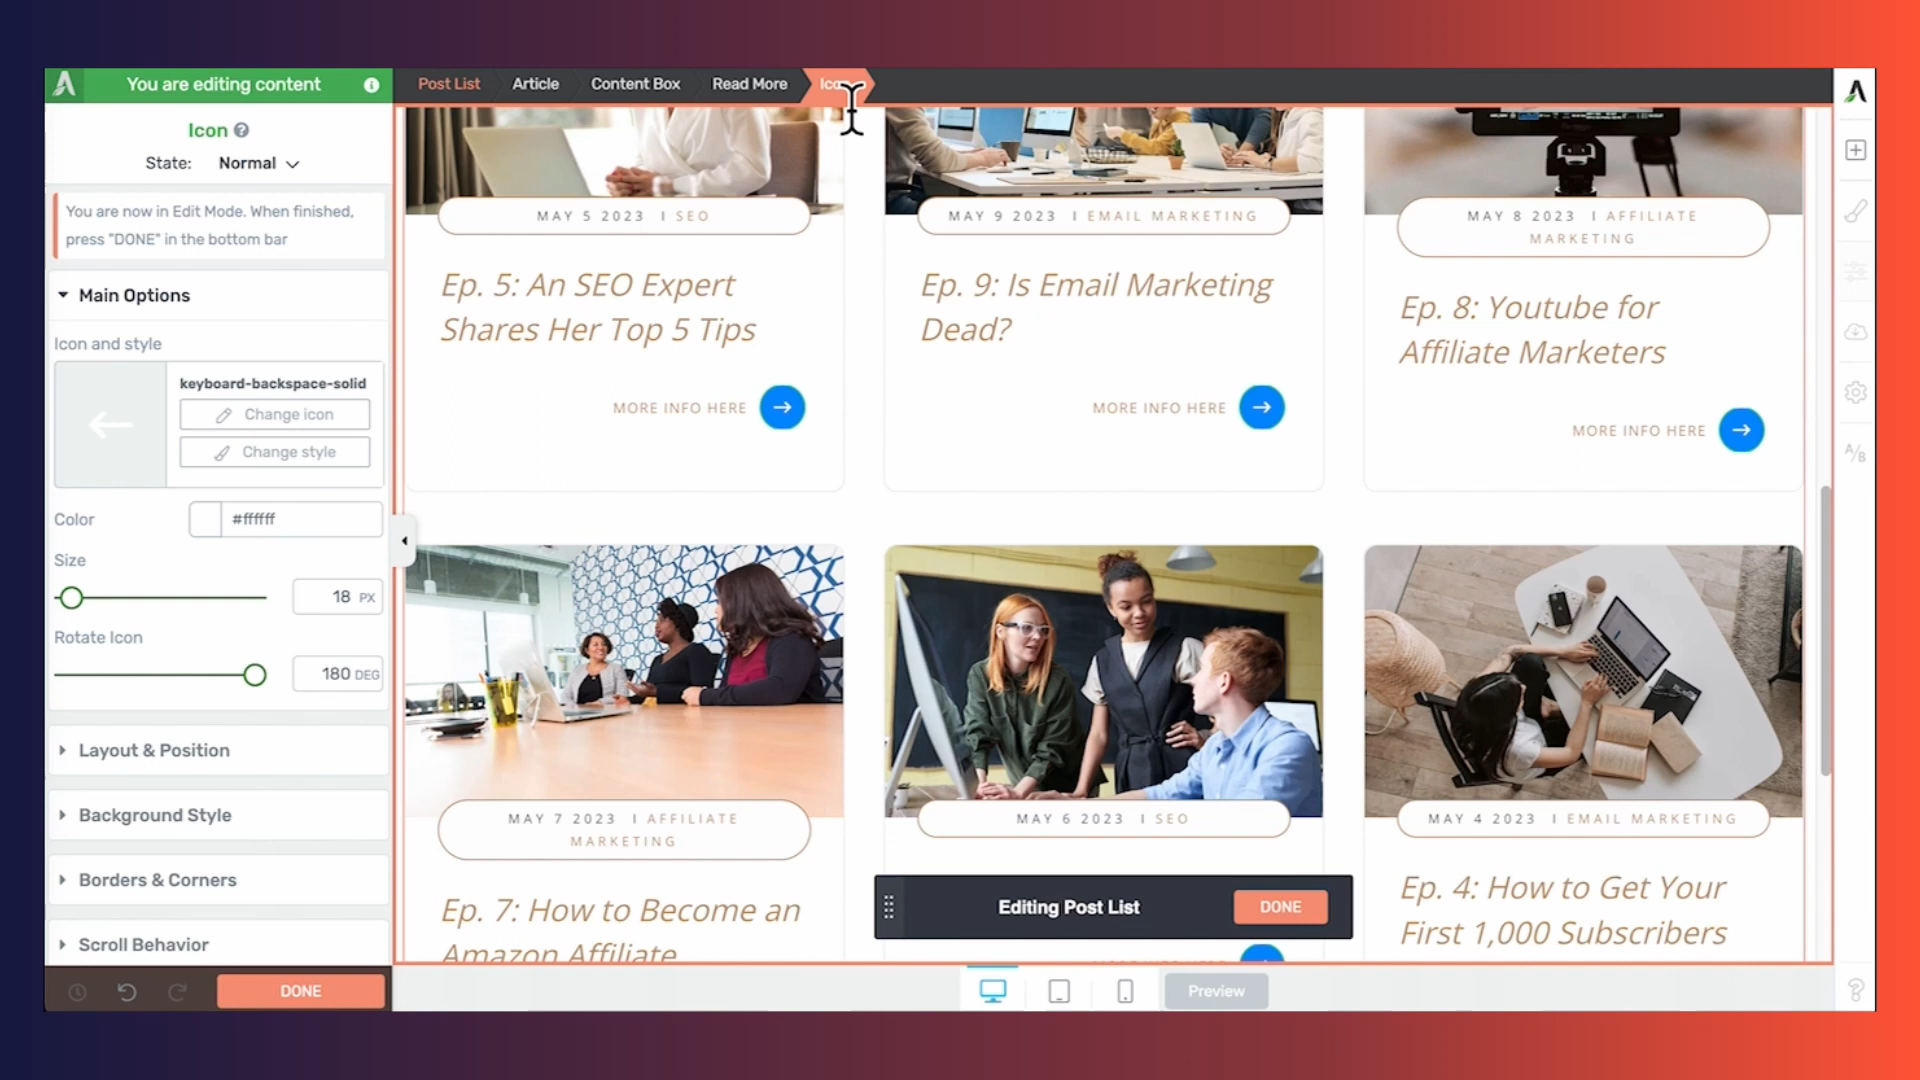 You are editing content
Post List
Article
Content Box
Read More
Icon
State:
Normal
You are now in Edit Mode. When finished,
press "DONE" in the bottom bar
Main Options
Icon and style
keyboard-backspace-solid
Change icon
Change style
Color
#ffffff
Size
18 PX
Rotate Icon
180 DEG
Layout & Position
Background Style
Borders & Corners
Scroll Behavior
DONE
MAY 5 2023 I SEO
Ep. 5: An SEO Expert
Shares Her Top 5 Tips
MORE INFO HERE
MAY 9 2023 I EMAIL MARKETING
Ep. 9: Is Email Marketing
Dead?
MORE INFO HERE
MAY 8 2023 I AFFILIATE
MARKETING
Ep. 8: Youtube for
Affiliate Marketers
MORE INFO HERE
MAY 7 2023 I AFFILIATE
MARKETING
Ep. 7: How to Become an
Amazon Affiliate
MAY 6 2023 I SEO
MAY 4 2023 I EMAIL MARKETING
Ep. 4: How to Get Your
First 1,000 Subscribers
Editing Post List
DONE
Preview
A/B